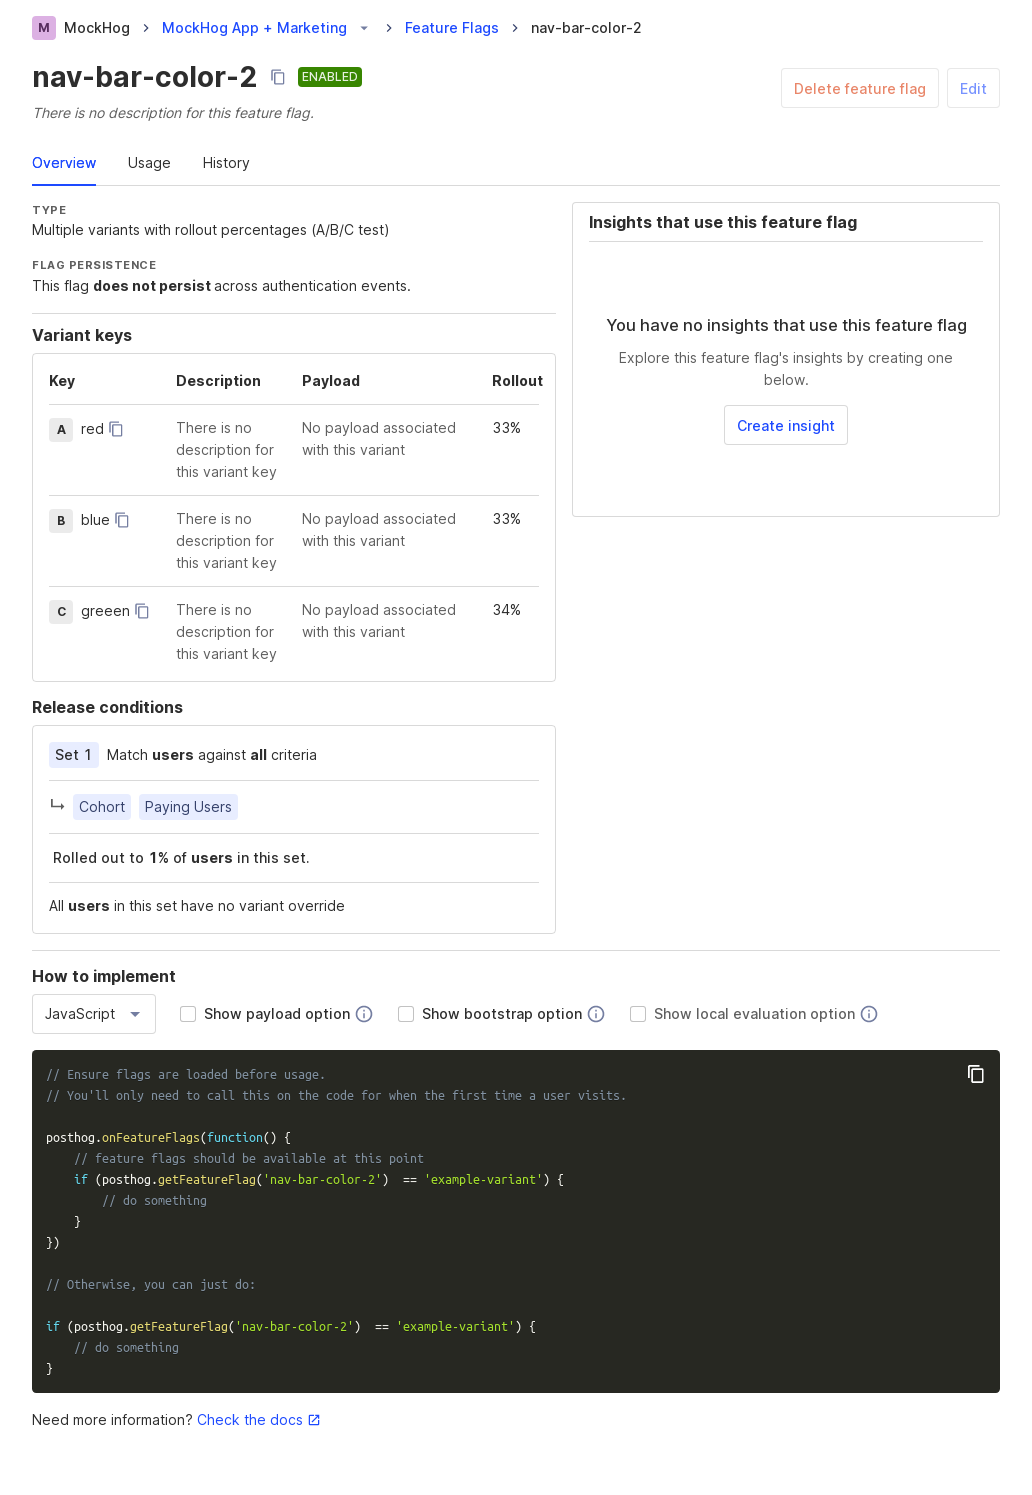 M MockHog > MockHog App + Marketing > Feature Flags > nav-bar-color-2
nav-bar-color-2 ENABLED
Delete feature flag Edit
There is no description for this feature flag.
Overview Usage History
TYPE
Multiple variants with rollout percentages (A/B/C test)
FLAG PERSISTENCE
This flag does not persist across authentication events.
Variant keys
Key Description Payload Rollout
A red There is no No payload associated 33%
description for with this variant
this variant key
B blue There is no No payload associated 33%
description for with this variant
this variant key
C greeen There is no No payload associated 34%
description for with this variant
this variant key
Release conditions
Set 1 Match users against all criteria
Cohort Paying Users
Rolled out to 1% of users in this set.
All users in this set have no variant override
Insights that use this feature flag
You have no insights that use this feature flag
Explore this feature flag's insights by creating one
below.
Create insight
How to implement
JavaScript Show payload option Show bootstrap option Show local evaluation option
// Ensure flags are loaded before usage.
// You'll only need to call this on the code for when the first time a user visits.
posthog.onFeatureFlags(function() {
    // feature flags should be available at this point
    if (posthog.getFeatureFlag('nav-bar-color-2')  == 'example-variant') {
        // do something
    }
})
// Otherwise, you can just do:
if (posthog.getFeatureFlag('nav-bar-color-2')  == 'example-variant') {
    // do something
}
Need more information? Check the docs